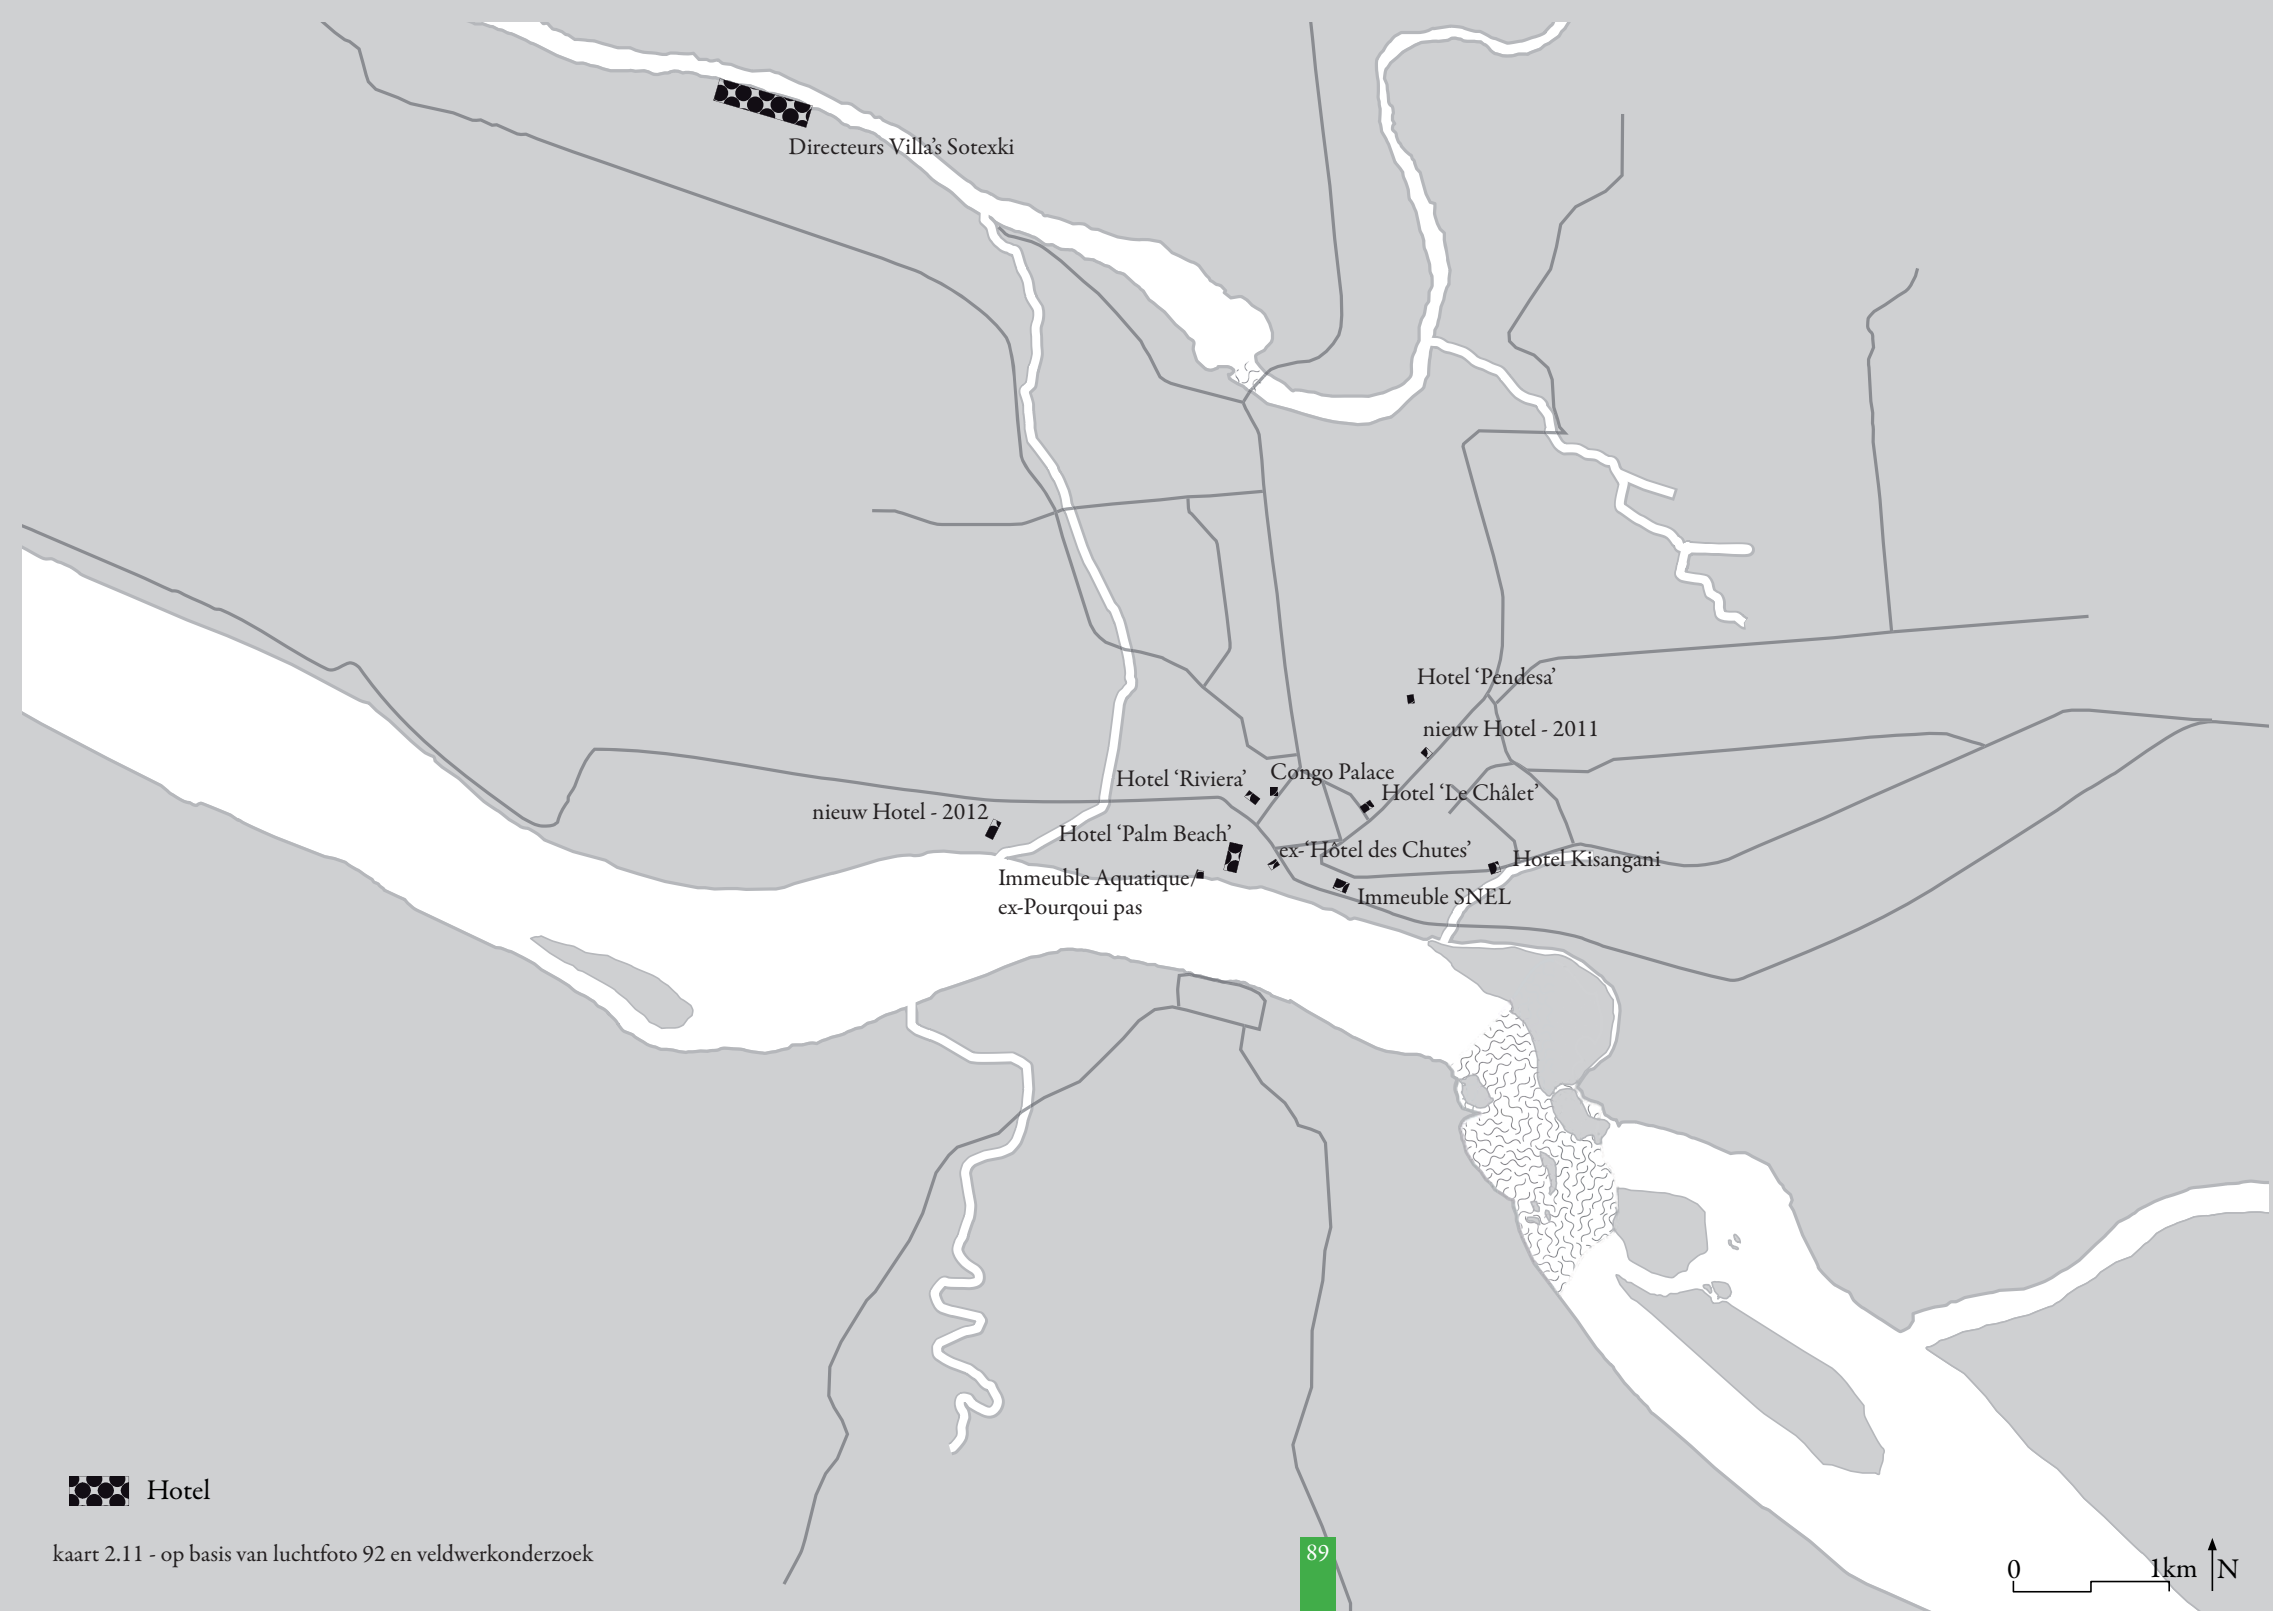 Directeurs Villa's Sotexki
Hotel ‘Pendesa’
nieuw Hotel - 2011
Hotel ‘Riviera’
Congo Palace
Hotel ‘Le Châlet’
nieuw Hotel - 2012
Hotel ‘Palm Beach’
ex-‘Hôtel des Chutes’
Hotel Kisangani
Immeuble Aquatique/
ex-Pourqoui pas
Immeuble SNEL
Hotel
kaart 2.11 - op basis van luchtfoto 92 en veldwerkonderzoek
89
0
1km
N